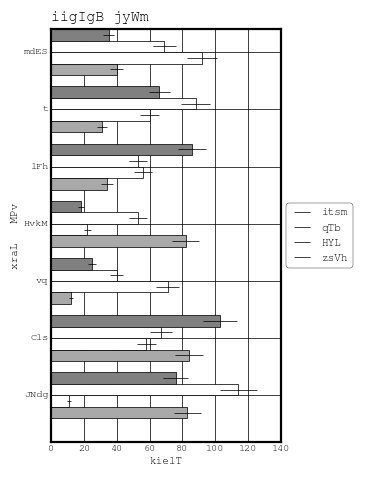 iigIgB jyWm
mdES
t
lFh
HvkM
vq
Cls
JNdg
xraL MPv
0 20 40 60 80 100 120 140
kielT
itsm
qTb
HYL
zsVh